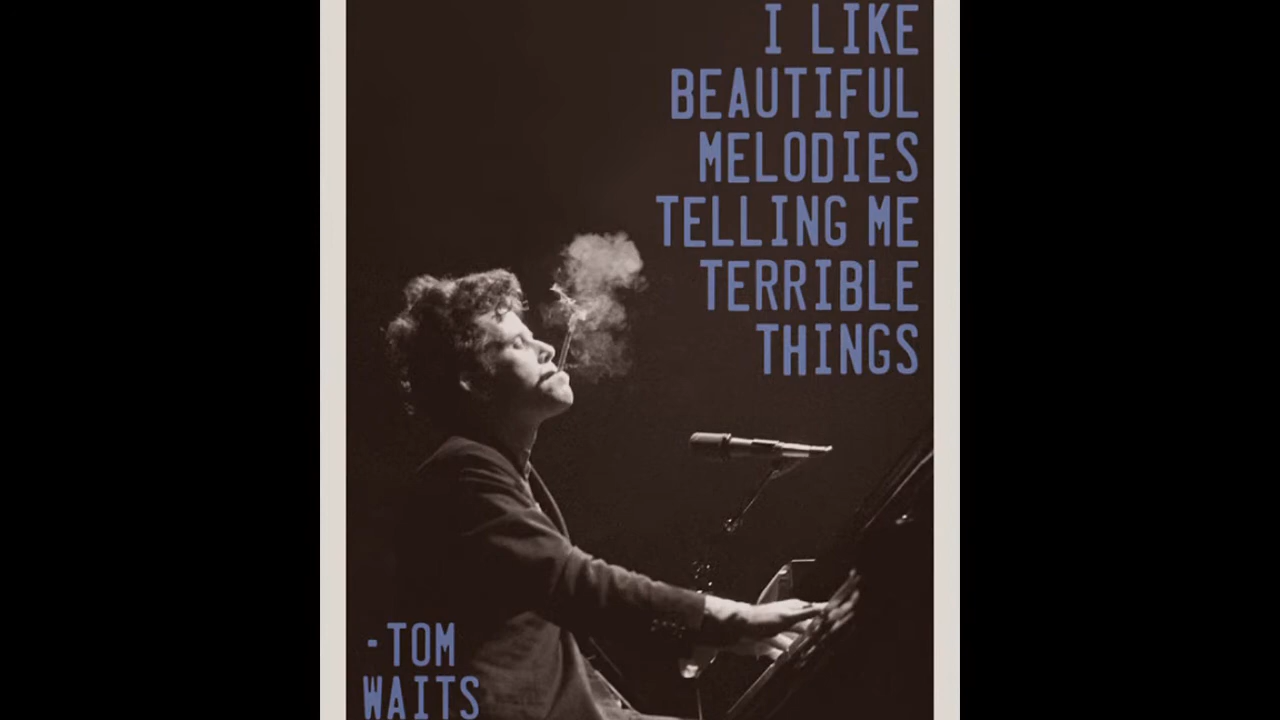 I LIKE
BEAUTIFUL
MELODIES
TELLING ME
TERRIBLE
THINGS
-TOM
WAITS